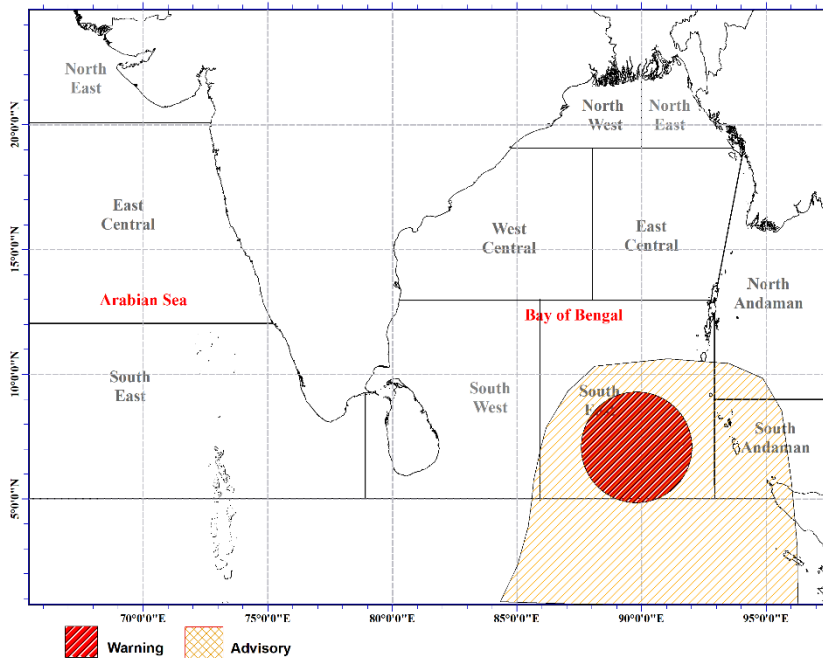 North
East
North
West
North
East
20°0'0"N
East
Central
West
Central
East
Central
15°0'0"N
Arabian Sea
North
Andaman
Bay of Bengal
10°0'0"N
South
East
South
West
South
East
South
Andaman
5°0'0"N
70°0'0"E
75°0'0"E
80°0'0"E
85°0'0"E
90°0'0"E
95°0'0"E
Warning
Advisory